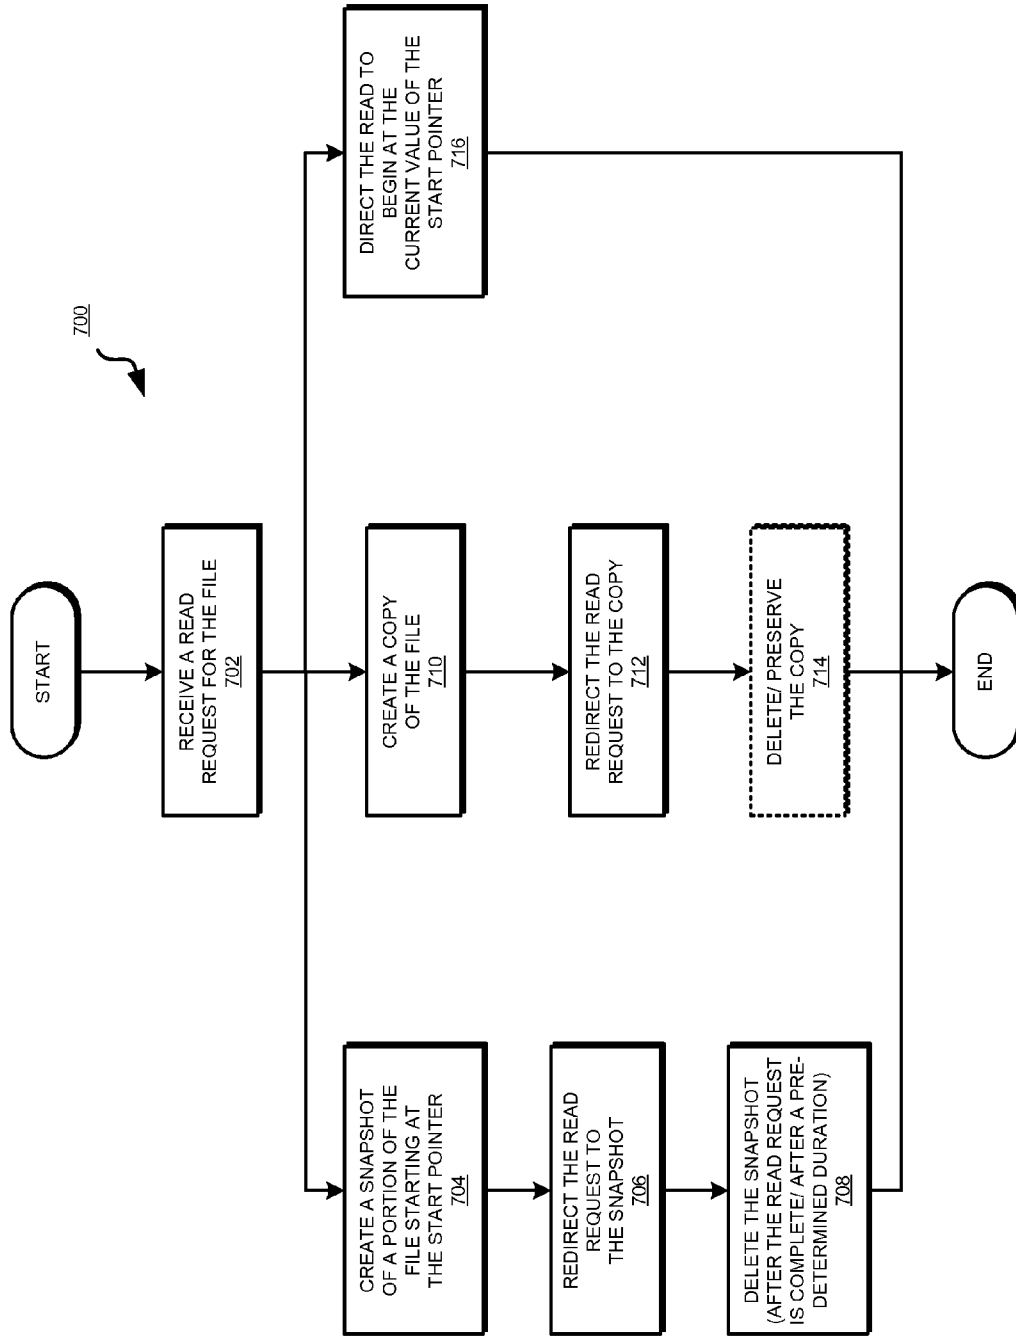 700
START
RECEIVE A READ
REQUEST FOR THE FILE
702
CREATE A SNAPSHOT
OF A PORTION OF THE
FILE STARTING AT
THE START POINTER
704
REDIRECT THE READ
REQUEST TO
THE SNAPSHOT
706
DELETE THE SNAPSHOT
(AFTER THE READ REQUEST
IS COMPLETE/ AFTER A PRE-
DETERMINED DURATION)
708
CREATE A COPY
OF THE FILE
710
REDIRECT THE READ
REQUEST TO THE COPY
712
DELETE/ PRESERVE
THE COPY
714
DIRECT THE READ TO
BEGIN AT THE
CURRENT VALUE OF THE
START POINTER
716
END